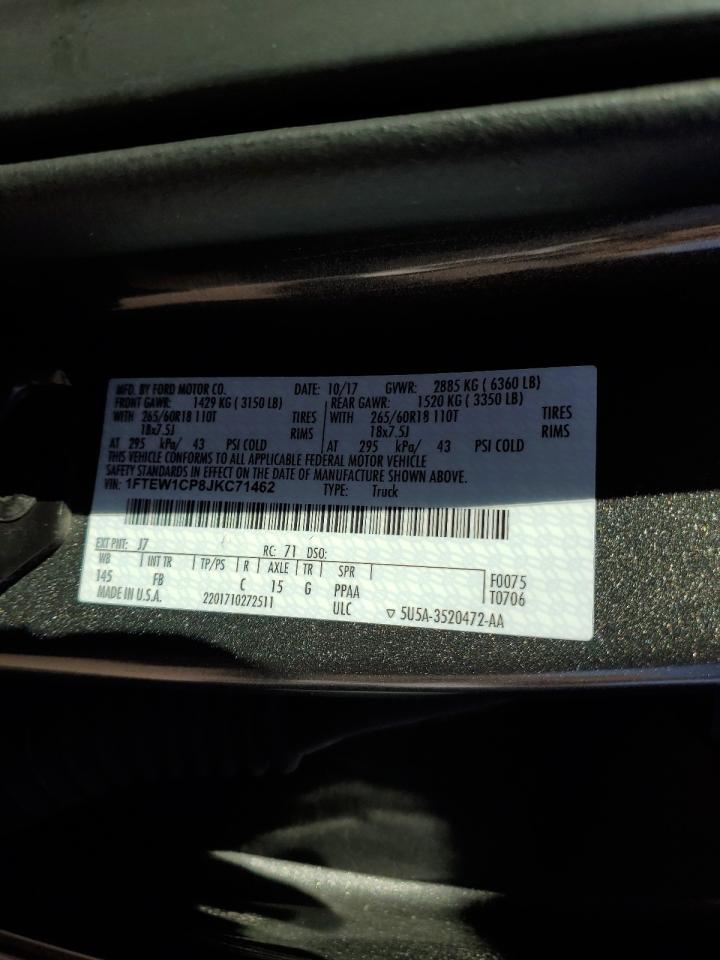 MFD. BY FORD MOTOR CO. DATE: 10/17 GVWR: 2885 KG ( 6360 LB)
FRONT GAWR: 1429 KG ( 3150 LB) REAR GAWR: 1520 KG ( 3350 LB)
WITH 265/60R18 110T TIRES WITH 265/60R18 110T TIRES
18x7.5J RIMS 18x7.5J RIMS
AT 295 kPa/ 43 PSI COLD AT 295 kPa/ 43 PSI COLD
THIS VEHICLE CONFORMS TO ALL APPLICABLE FEDERAL MOTOR VEHICLE
SAFETY STANDARDS IN EFFECT ON THE DATE OF MANUFACTURE SHOWN ABOVE.
VIN: 1FTEW1CP8JKC71462 TYPE: Truck
EXT PNT: J7 RC: 71 DSO:
WB INT TR TP/PS R AXLE TR SPR F0075
145 FB C 15 G PPAA T0706
MADE IN U.S.A. 2201710272511 ULC ▽ 5U5A-3520472-AA